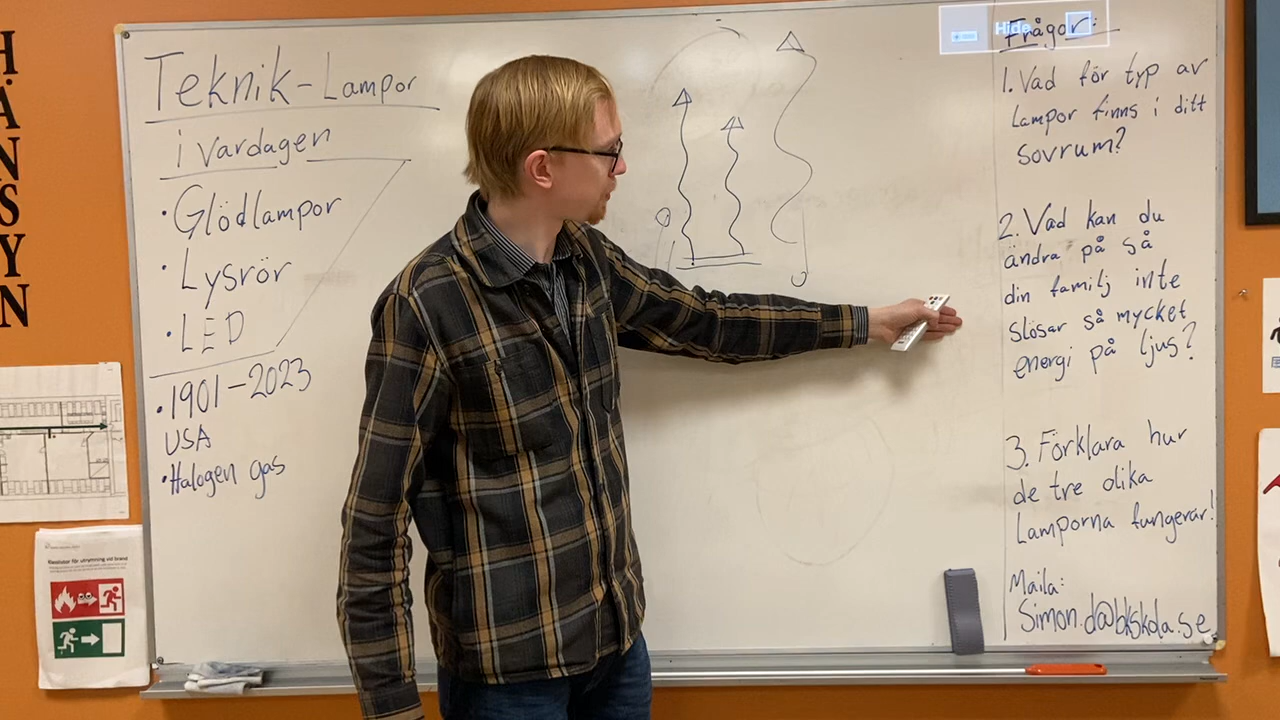 HÄNSYN
Teknik-Lampor
i vardagen
• Glödlampor
• Lysrör
• LED
• 1901-2023
USA
• Halogen gas
Hide
Frågor:
1. Vad för typ av
lampor finns i ditt
sovrum?
2. Vad kan du
ändra på så
din familj inte
slösar så mycket
energi på ljus?
3. Förklara hur
de tre olika
Lamporna fungerar!
Maila:
Simon.d@bkskola.se